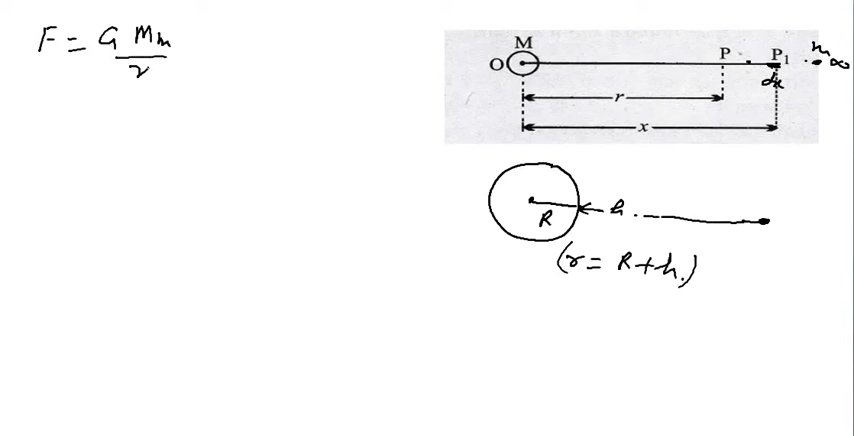 F = G Mm
r
M
O
P
P₁
m
∞
dx
r
x
R
h
(r = R+h.)